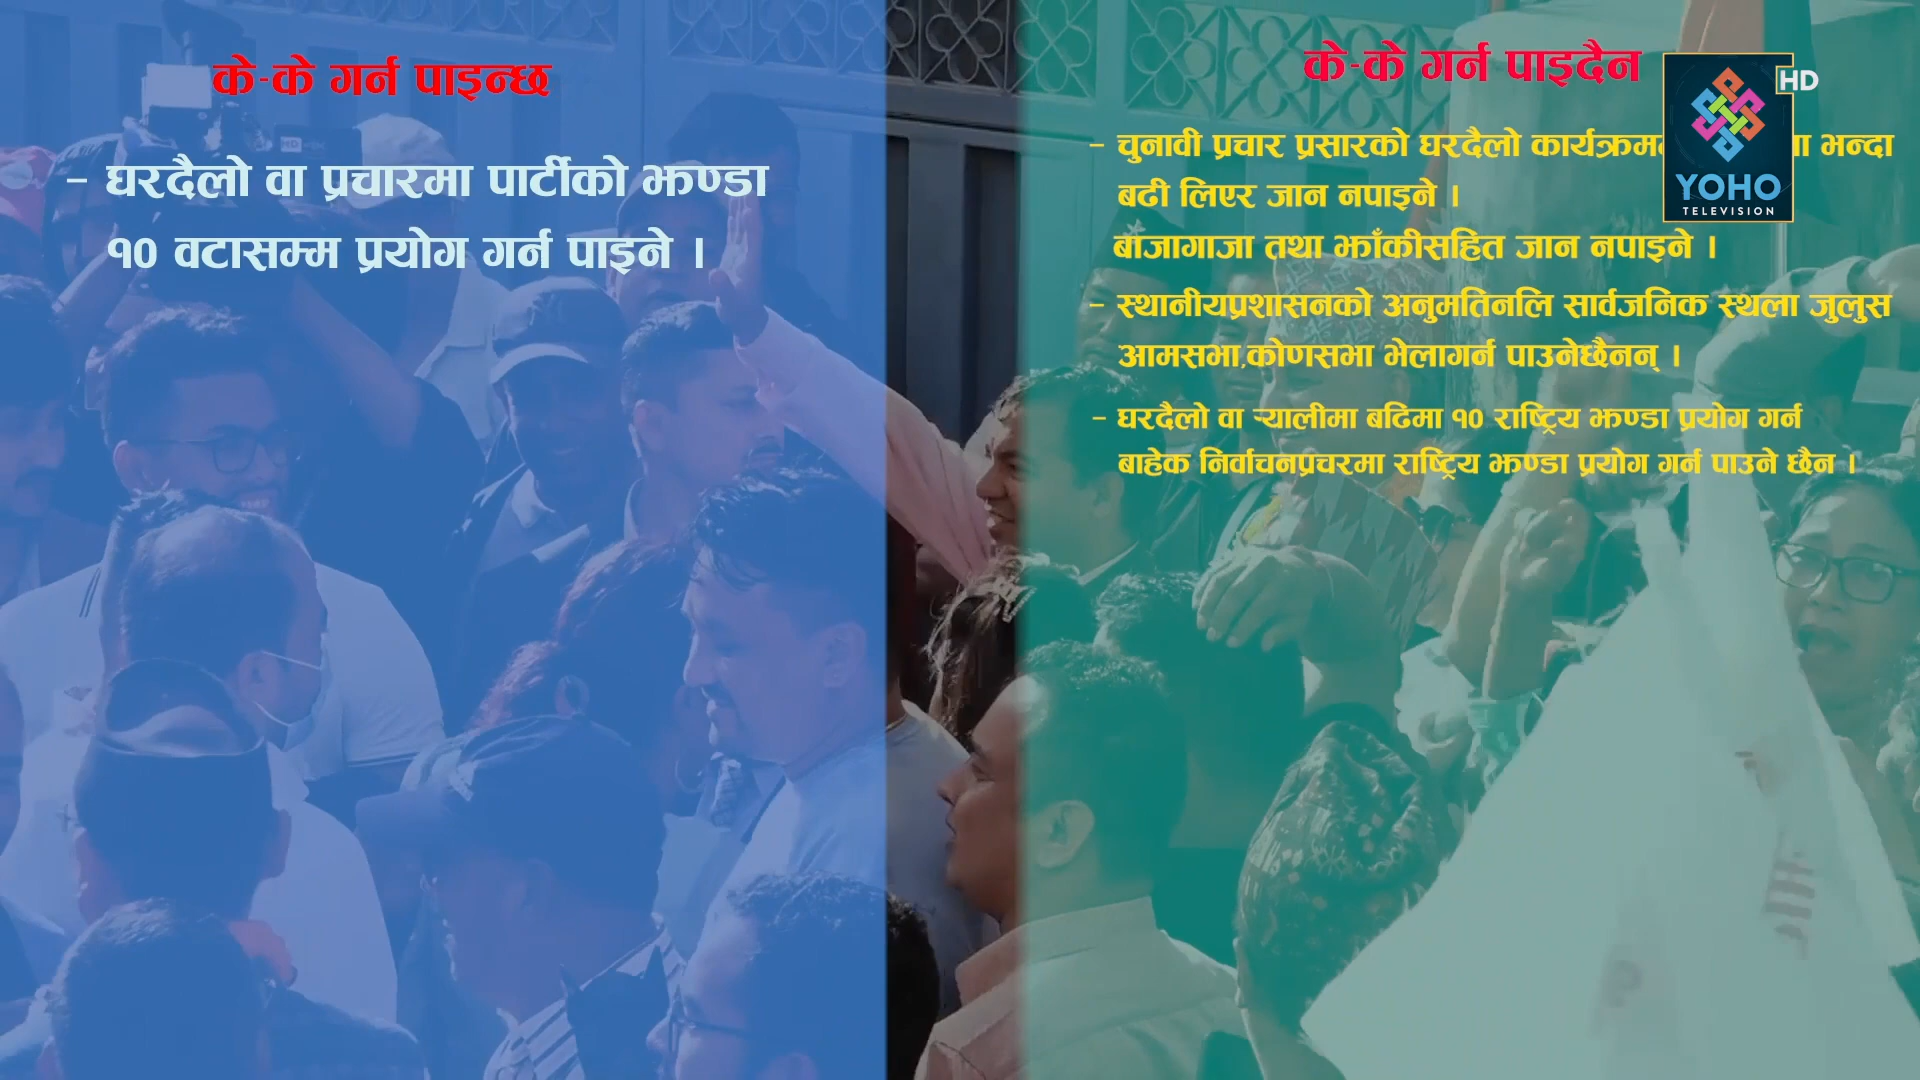 के-के गर्न पाइन्छ
- घरदैलो वा प्रचारमा पार्टीको झण्डा
१० वटासम्म प्रयोग गर्न पाइने ।
के-के गर्न पाइदैन
- चुनावी प्रचार प्रसारको घरदैलो कार्यक्रम भन्दा
बढी लिएर जान नपाइने ।
बाजागाजा तथा झाँकीसहित जान नपाइने ।
- स्थानीयप्रशासनको अनुमतिनलि सार्वजनिक स्थला जुलुस
आमसभा,कोणसभा भेलागर्न पाउनेछैनन् ।
- घरदैलो वा र्‍यालीमा बढिमा १० राष्ट्रिय झण्डा प्रयोग गर्न
बाहेक निर्वाचनप्रचरमा राष्ट्रिय झण्डा प्रयोग गर्न पाउने छैन ।
HD
YOHO
TELEVISION